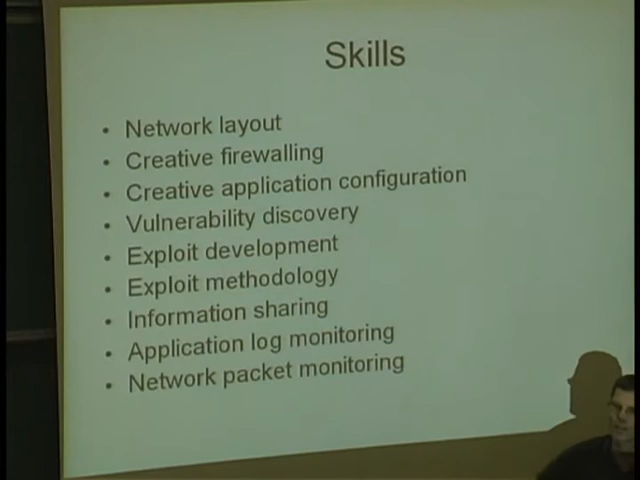 Skills
• Network layout
• Creative firewalling
• Creative application configuration
• Vulnerability discovery
• Exploit development
• Exploit methodology
• Information sharing
• Application log monitoring
• Network packet monitoring